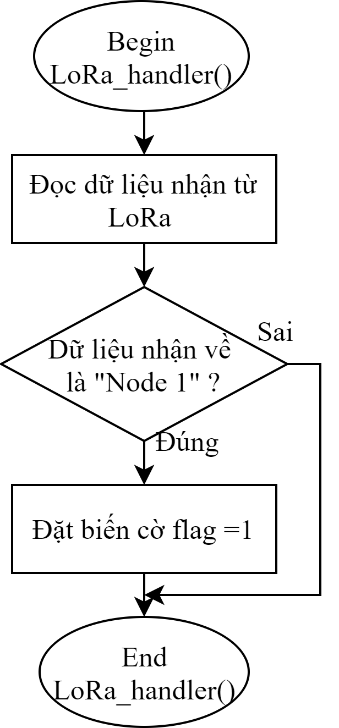 Begin
LoRa_handler()
Đọc dữ liệu nhận từ
LoRa
Sai
Dữ liệu nhận về
là "Node 1" ?
Đúng
Đặt biến cờ flag =1
End
LoRa_handler()